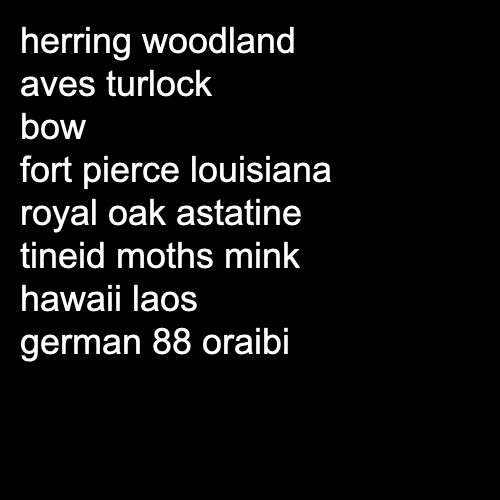 herring woodland
aves turlock
bow
fort pierce louisiana
royal oak astatine
tineid moths mink
hawaii laos
german 88 oraibi